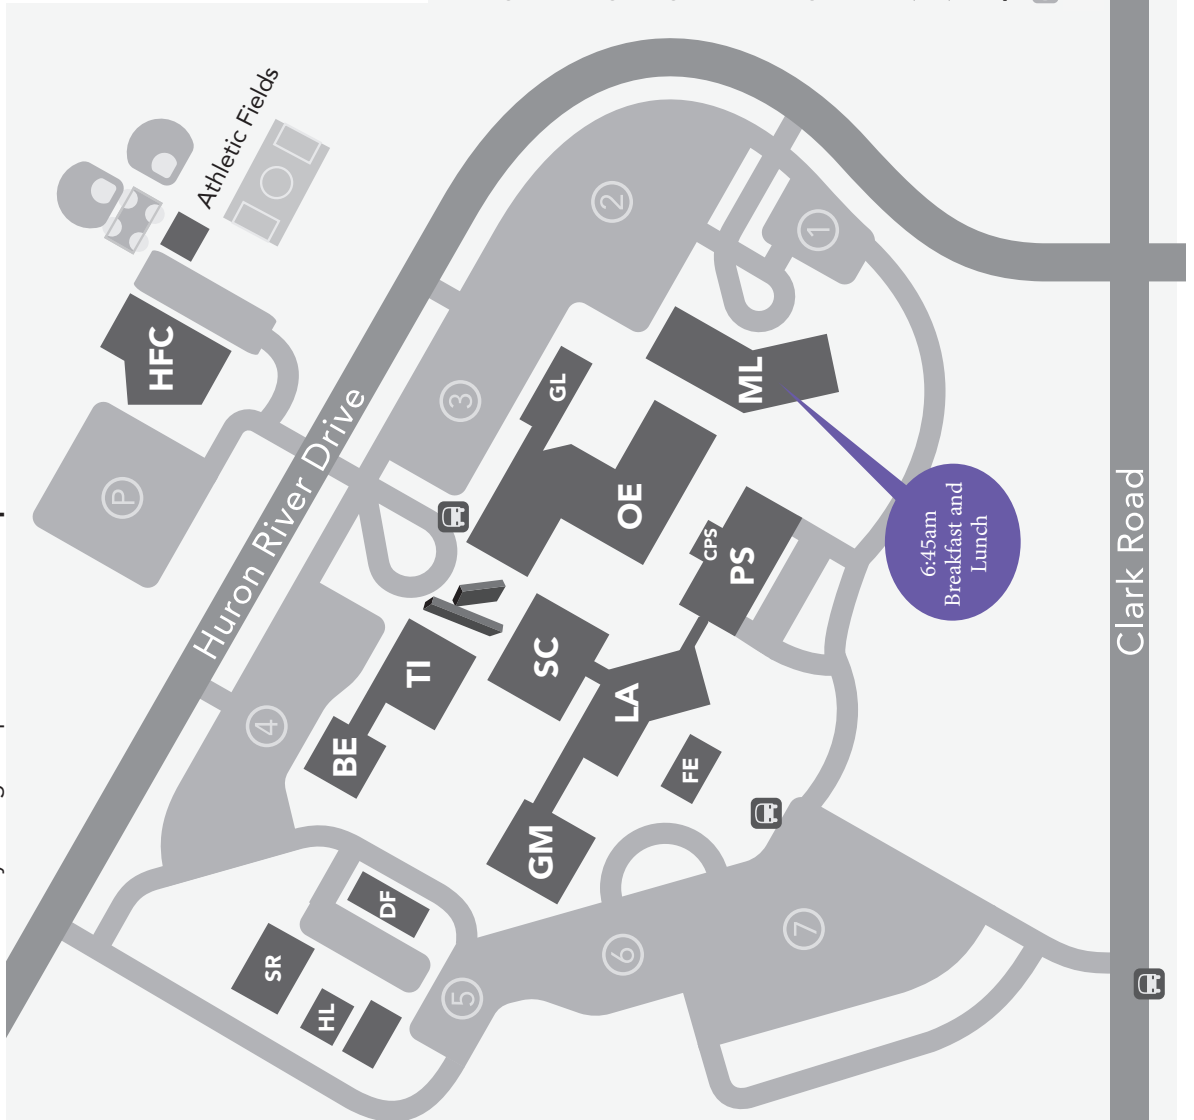 Athletic Fields
HFC
P
Huron River Drive
2
1
3
GL
ML
OE
CPS
PS
6:45am
Breakfast and
Lunch
Clark Road
4
TI
BE
SC
LA
FE
GM
DF
SR
HL
5
6
7